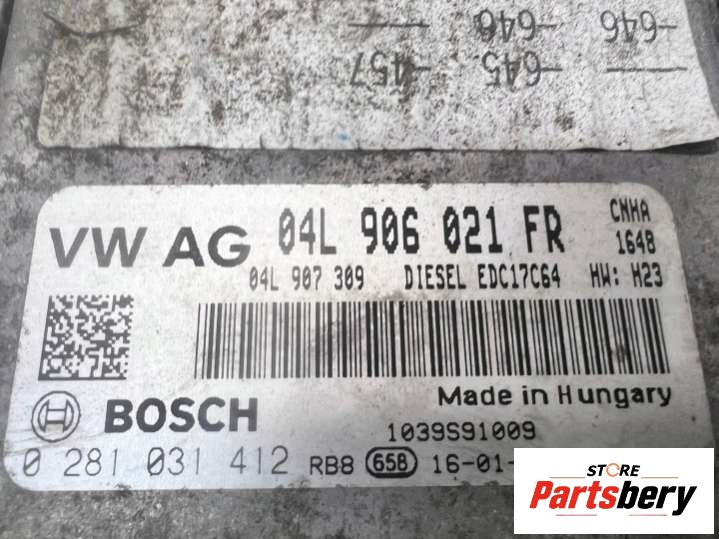 -646
-646
-645
-457
VW AG 04L 906 021 FR CNHA
1648
04L 907 309 DIESEL EDC17C64 HW: H23
Made in Hungary
BOSCH
1039S91009
0 281 031 412 RB8 658 16-01-
STORE
Partsbery